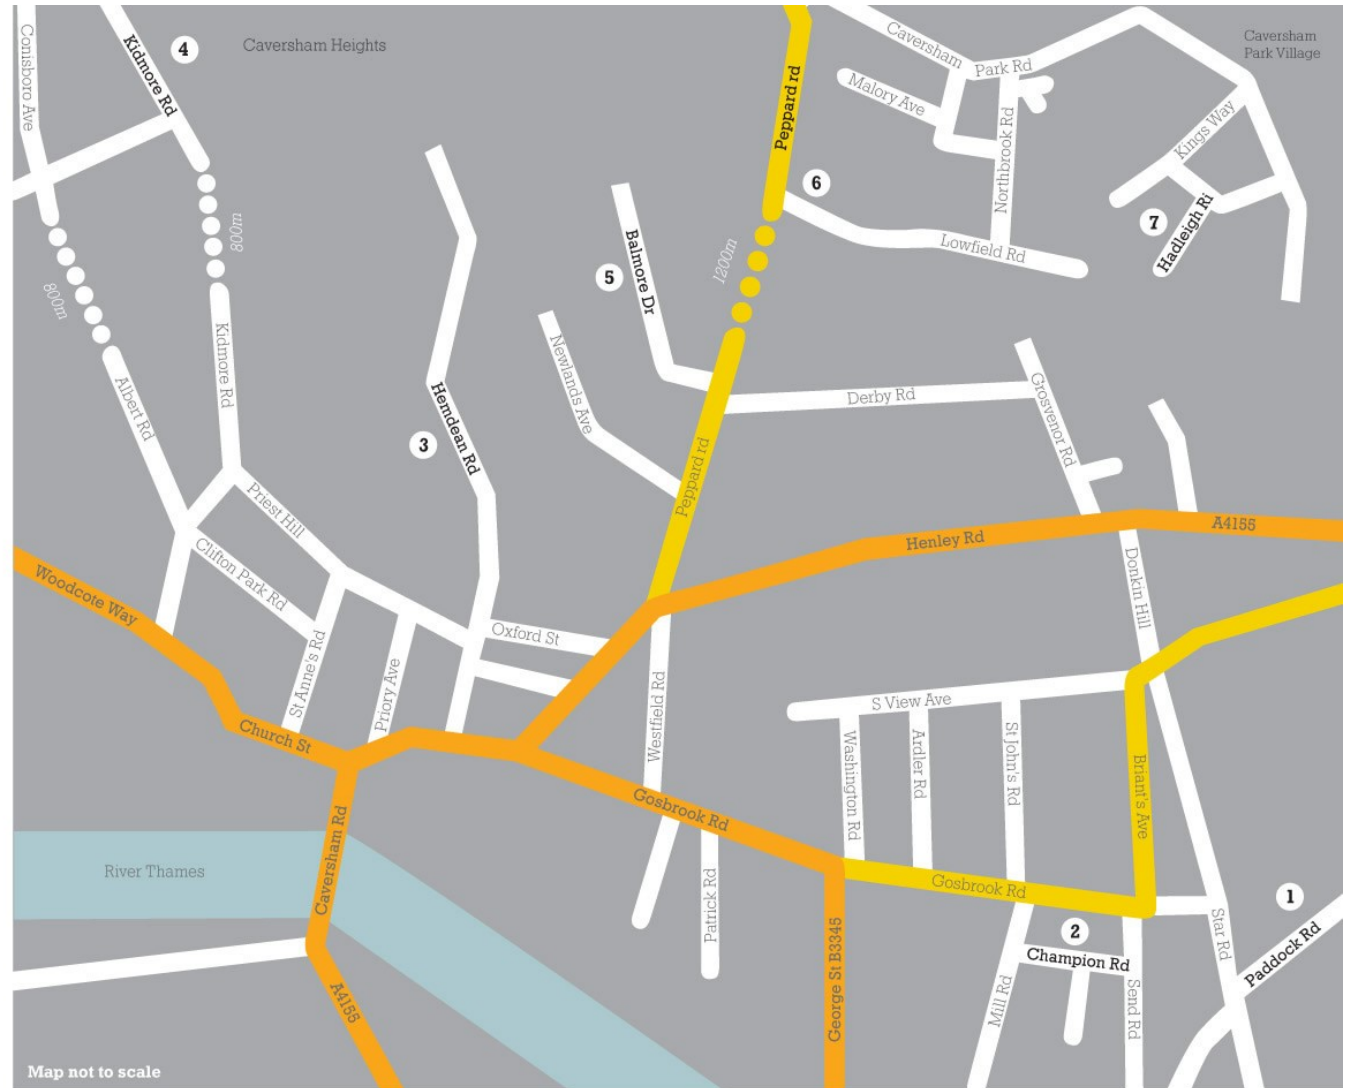 Conisboro Ave
Kidmore Rd
4
Caversham Heights
Peppard rd
Caversham
Park Rd
Caversham
Park Village
Malory Ave
Northbrook Rd
Kings Way
6
7
Hadleigh Ri
Lowfield Rd
800m
800m
1200m
5
Balmore Dr
Newlands Ave
Kidmore Rd
Albert Rd
3
Hemdean Rd
Derby Rd
Grosvenor Rd
Peppard rd
Priest Hill
Clifton Park Rd
Henley Rd
A4155
Donkin Hill
Woodcote Way
St Anne's Rd
Priory Ave
Oxford St
Westfield Rd
S View Ave
Church St
Washington Rd
Ardler Rd
St John's Rd
Briant's Ave
Gosbrook Rd
Caversham Rd
River Thames
Patrick Rd
Gosbrook Rd
George St B3345
1
2
Champion Rd
Star Rd
Paddock Rd
Mill Rd
Send Rd
A4155
Map not to scale